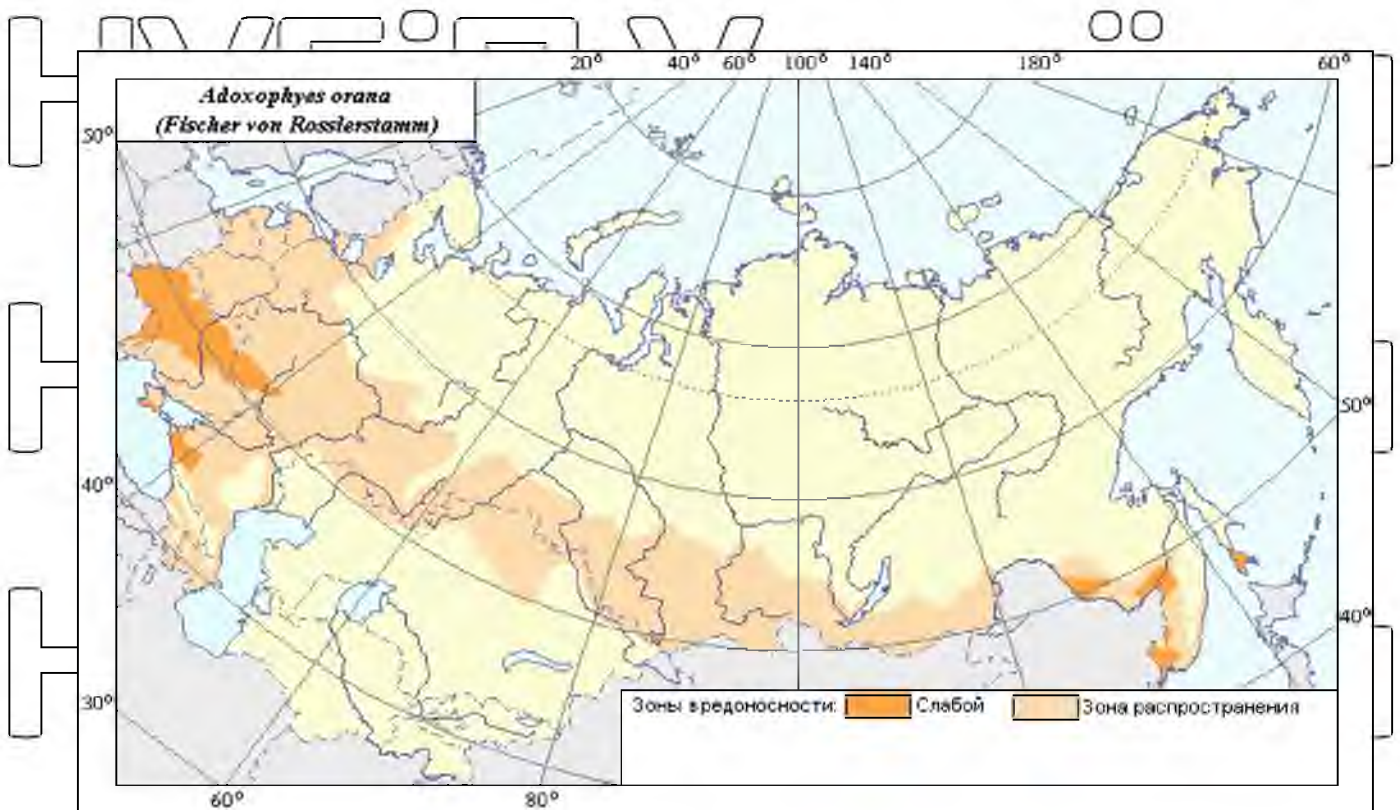 20° 40° 60° 100° 140° 180° 60°
Adoxophyes orana
(Fischer von Rosslerstamm)
50°
50°
40°
40°
30°
Зоны вредоносности: Слабой Зона распространения
60° 80°